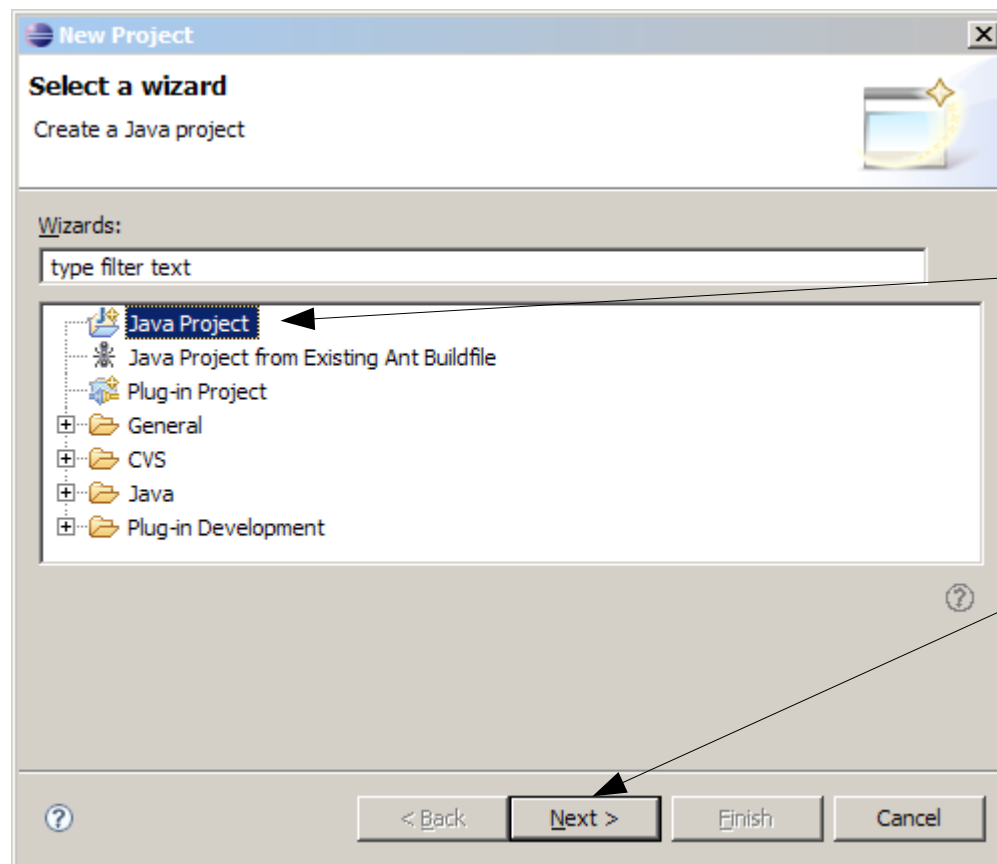 New Project
Select a wizard
Create a Java project
Wizards:
type filter text
Java Project
Java Project from Existing Ant Buildfile
Plug-in Project
General
CVS
Java
Plug-in Development
< Back Next > Finish Cancel